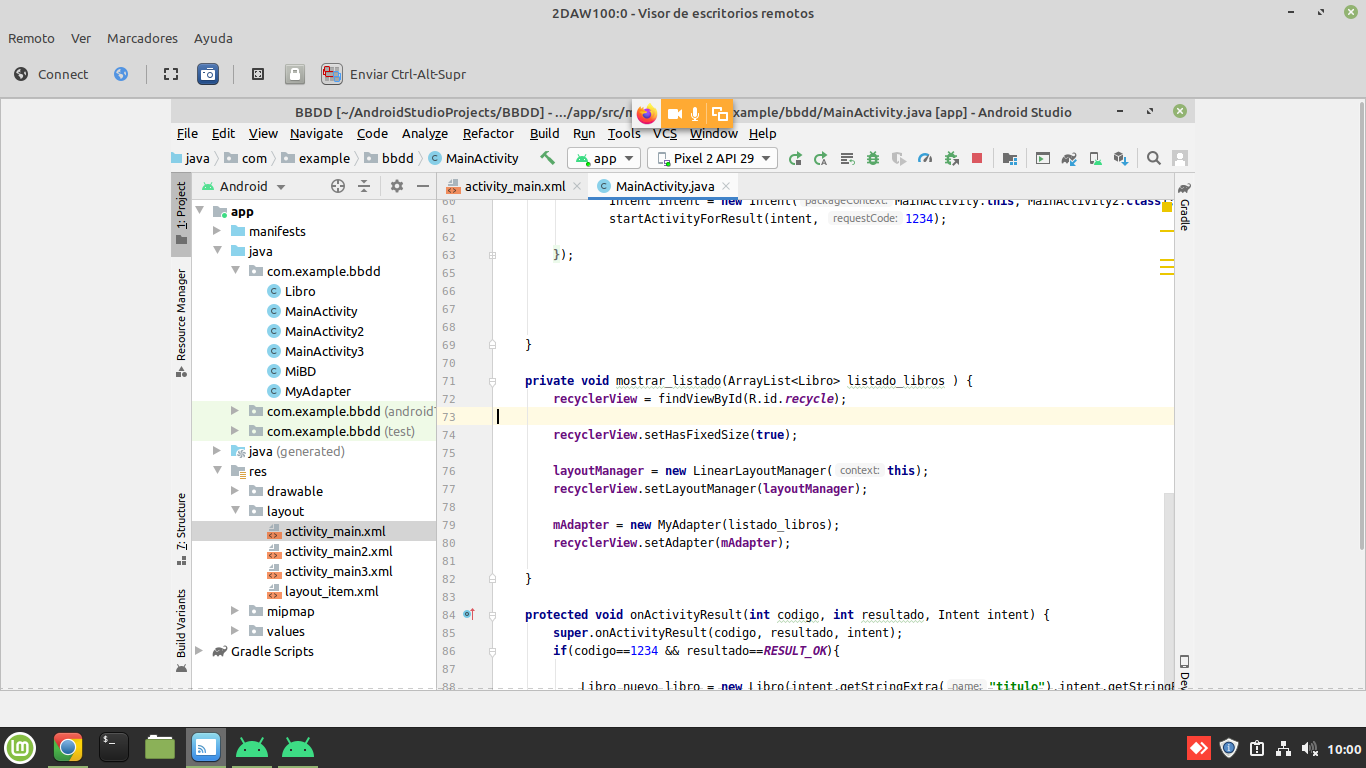 2DAW100:0 - Visor de escritorios remotos
Remoto Ver Marcadores Ayuda
Connect Enviar Ctrl-Alt-Supr
BBDD [~/AndroidStudioProjects/BBDD] - .../app/src/m example/bbdd/MainActivity.java [app] - Android Studio
File Edit View Navigate Code Analyze Refactor Build Run Tools VCS Window Help
java com example bbdd MainActivity app Pixel 2 API 29
Android
activity_main.xml MainActivity.java
1: Project
Resource Manager
7: Structure
Build Variants
app
manifests
java
com.example.bbdd
Libro
MainActivity
MainActivity2
MainActivity3
MiBD
MyAdapter
com.example.bbdd (android
com.example.bbdd (test)
java (generated)
res
drawable
layout
activity_main.xml
activity_main2.xml
activity_main3.xml
layout_item.xml
mipmap
values
Gradle Scripts
60 Intent intent = new Intent( packageContext: MainActivity.this, MainActivity2.class
61 startActivityForResult(intent, requestCode: 1234);
62
63 });
65
66
67
68
69 }
70
71 private void mostrar_listado(ArrayList<Libro> listado_libros ) {
72 recyclerView = findViewById(R.id.recycle);
73
74 recyclerView.setHasFixedSize(true);
75
76 layoutManager = new LinearLayoutManager( context: this);
77 recyclerView.setLayoutManager(layoutManager);
78
79 mAdapter = new MyAdapter(listado_libros);
80 recyclerView.setAdapter(mAdapter);
81
82 }
83
84 protected void onActivityResult(int codigo, int resultado, Intent intent) {
85 super.onActivityResult(codigo, resultado, intent);
86 if(codigo==1234 && resultado==RESULT_OK){
87
88 Libro nuevo_libro = new Libro(intent.getStringExtra( name: "titulo"),intent.getStringE
Gradle
Dev
10:00